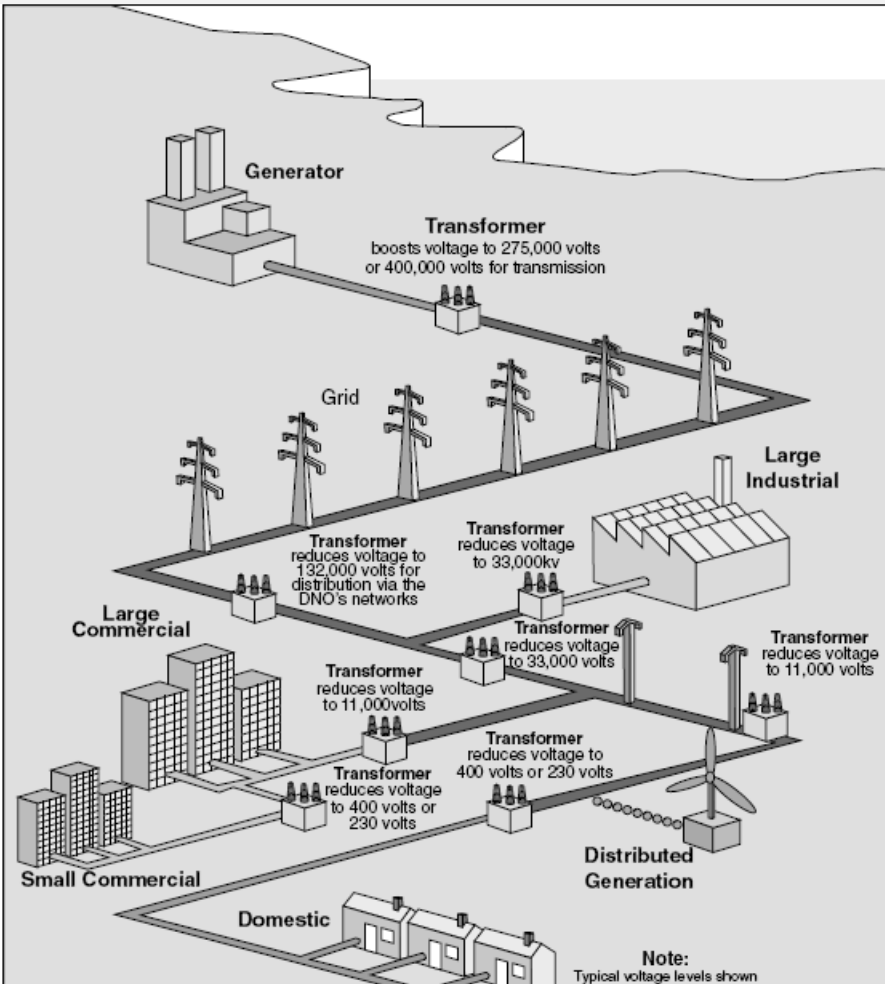 Generator
Transformer
boosts voltage to 275,000 volts
or 400,000 volts for transmission
Grid
Large
Industrial
Transformer
reduces voltage to
132,000 volts for
distribution via the
DNO's networks
Transformer
reduces voltage
to 33,000kv
Large
Commercial
Transformer
reduces voltage
to 33,000 volts
Transformer
reduces voltage
to 11,000 volts
Transformer
reduces voltage
to 11,000volts
Transformer
reduces voltage to
400 volts or 230 volts
Transformer
reduces voltage
to 400 volts or
230 volts
Small Commercial
Distributed
Generation
Domestic
Note:
Typical voltage levels shown